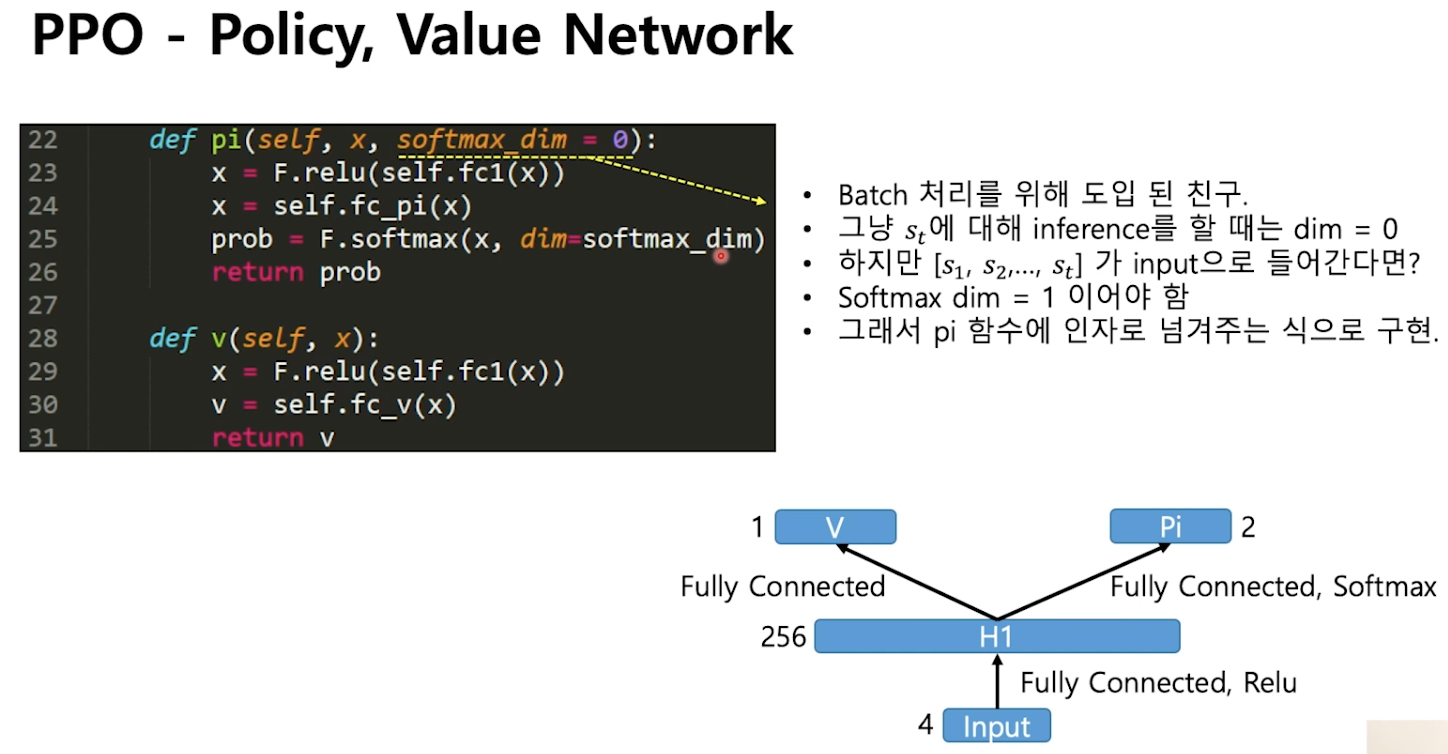 PPO - Policy, Value Network
22 def pi(self, x, softmax_dim = 0):
23 x = F.relu(self.fc1(x))
24 x = self.fc_pi(x)
25 prob = F.softmax(x, dim=softmax_dim)
26 return prob
27
28 def v(self, x):
29 x = F.relu(self.fc1(x))
30 v = self.fc_v(x)
31 return v
• Batch 처리를 위해 도입 된 친구.
• 그냥 sₜ에 대해 inference를 할 때는 dim = 0
• 하지만 [s₁, s₂,…, sₜ] 가 input으로 들어간다면?
• Softmax dim = 1 이어야 함
• 그래서 pi 함수에 인자로 넘겨주는 식으로 구현.
1 V Pi 2
Fully Connected Fully Connected, Softmax
256 H1
Fully Connected, Relu
4 Input